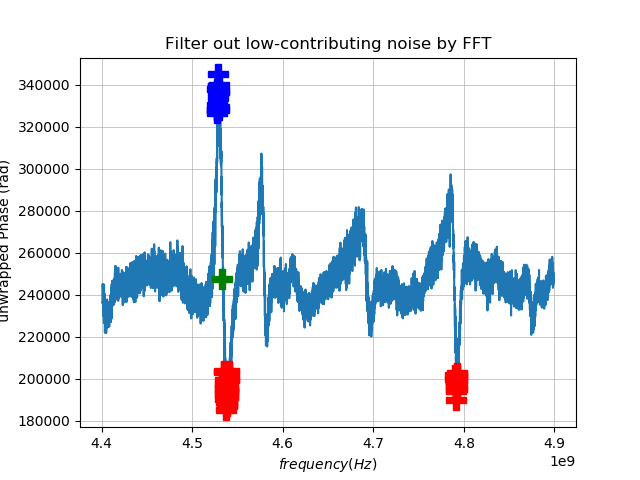 Filter out low-contributing noise by FFT
unwrapped Phase (rad)
340000
320000
300000
280000
260000
240000
220000
200000
180000
4.4 4.5 4.6 4.7 4.8 4.9
1e9
frequency(Hz)